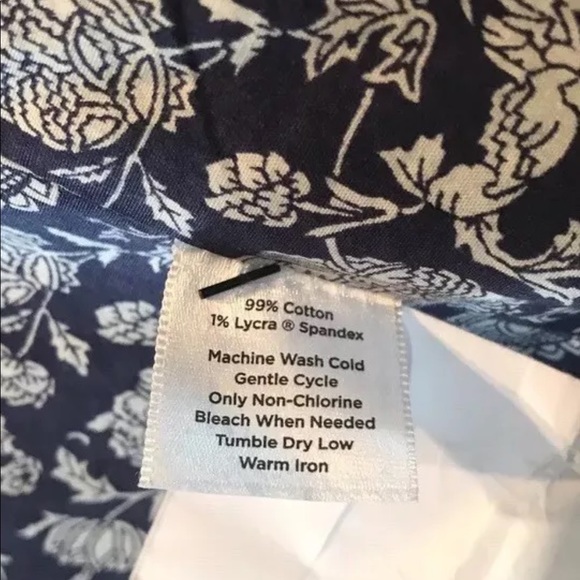 99% Cotton
1% Lycra ® Spandex
Machine Wash Cold
Gentle Cycle
Only Non-Chlorine
Bleach When Needed
Tumble Dry Low
Warm Iron